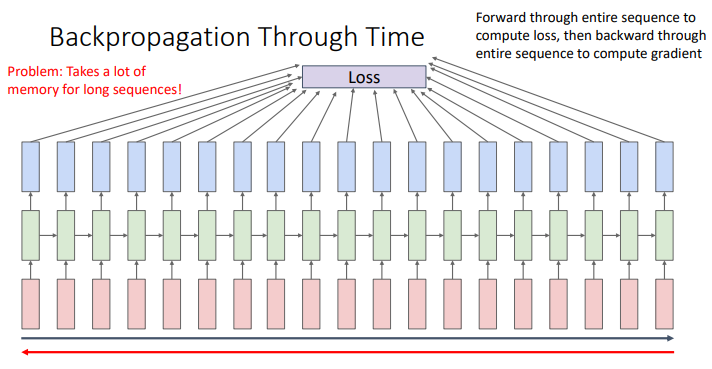 Backpropagation Through Time
Forward through entire sequence to
compute loss, then backward through
entire sequence to compute gradient
Problem: Takes a lot of
memory for long sequences!
Loss